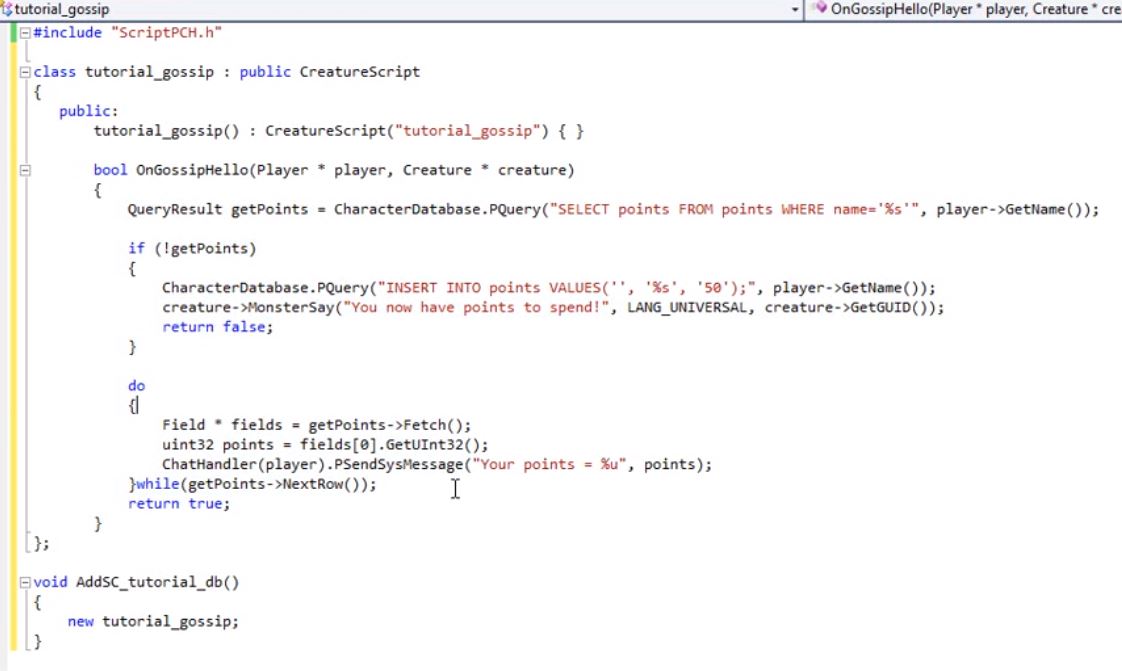 tutorial_gossip
OnGossipHello(Player * player, Creature * cre
#include "ScriptPCH.h"
class tutorial_gossip : public CreatureScript
{
public:
tutorial_gossip() : CreatureScript("tutorial_gossip") { }
bool OnGossipHello(Player * player, Creature * creature)
{
QueryResult getPoints = CharacterDatabase.PQuery("SELECT points FROM points WHERE name='%s'", player->GetName());
if (!getPoints)
{
CharacterDatabase.PQuery("INSERT INTO points VALUES('', '%s', '50');", player->GetName());
creature->MonsterSay("You now have points to spend!", LANG_UNIVERSAL, creature->GetGUID());
return false;
}
do
{
Field * fields = getPoints->Fetch();
uint32 points = fields[0].GetUInt32();
ChatHandler(player).PSendSysMessage("Your points = %u", points);
}while(getPoints->NextRow());
return true;
}
};
void AddSC_tutorial_db()
{
new tutorial_gossip;
}